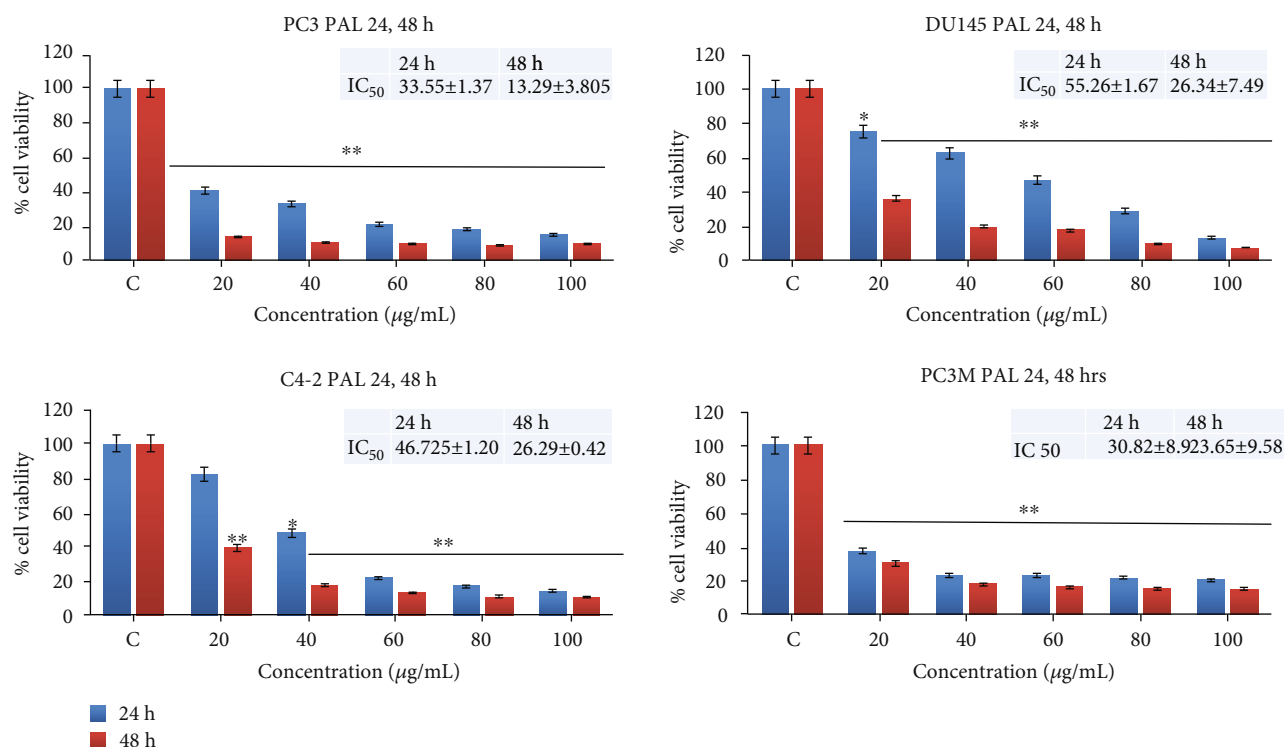 PC3 PAL 24, 48 h
120
100
80
60
40
20
0
% cell viability
24 h 48 h
IC50 33.55±1.37 13.29±3.805
**
C 20 40 60 80 100
Concentration (µg/mL)
DU145 PAL 24, 48 h
120
100
80
60
40
20
0
% cell viability
24 h 48 h
IC50 55.26±1.67 26.34±7.49
*
**
C 20 40 60 80 100
Concentration (µg/mL)
C4-2 PAL 24, 48 h
120
100
80
60
40
20
0
% cell viability
24 h 48 h
IC50 46.725±1.20 26.29±0.42
**
*
**
C 20 40 60 80 100
Concentration (µg/mL)
PC3M PAL 24, 48 hrs
120
100
80
60
40
20
0
% cell viability
24 h 48 h
IC 50 30.82±8.923.65±9.58
**
C 20 40 60 80 100
Concentration (µg/mL)
24 h
48 h